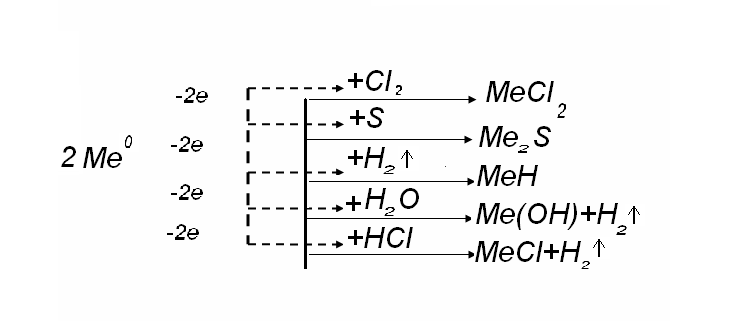 -2e +Cl₂ MeCl₂
-2e +S Me₂S
2 Me⁰
+H₂↑ MeH
-2e +H₂O Me(OH)+H₂↑
-2e +HCl MeCl+H₂↑